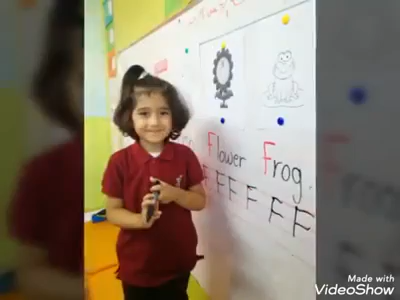 Flower Frog.
F F F F F F
Made with
VideoShow